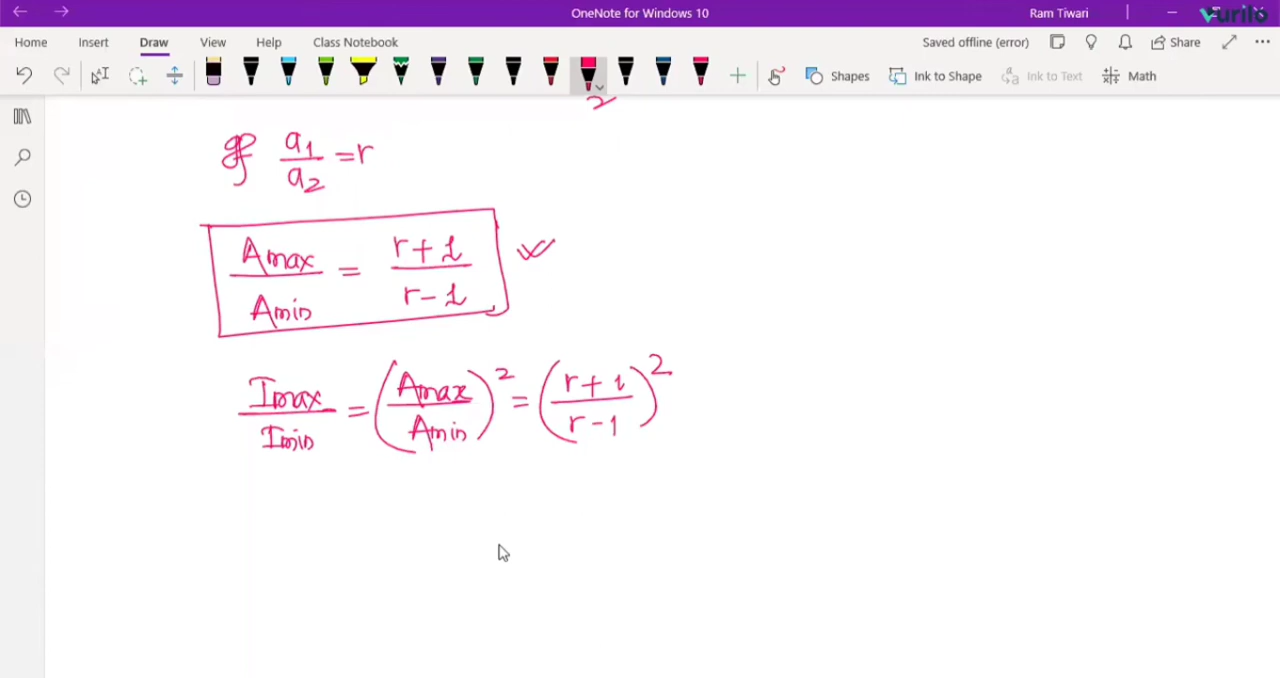 OneNote for Windows 10
Ram Tiwari
Vurilo
Home Insert Draw View Help Class Notebook
Saved offline (error)
Share
Shapes
Ink to Shape
Ink to Text
Math
2
If a1/a2 = r
Amax/Amin = r+1/r-1
Imax/Imin = (Amax/Amin)² = (r+1/r-1)²